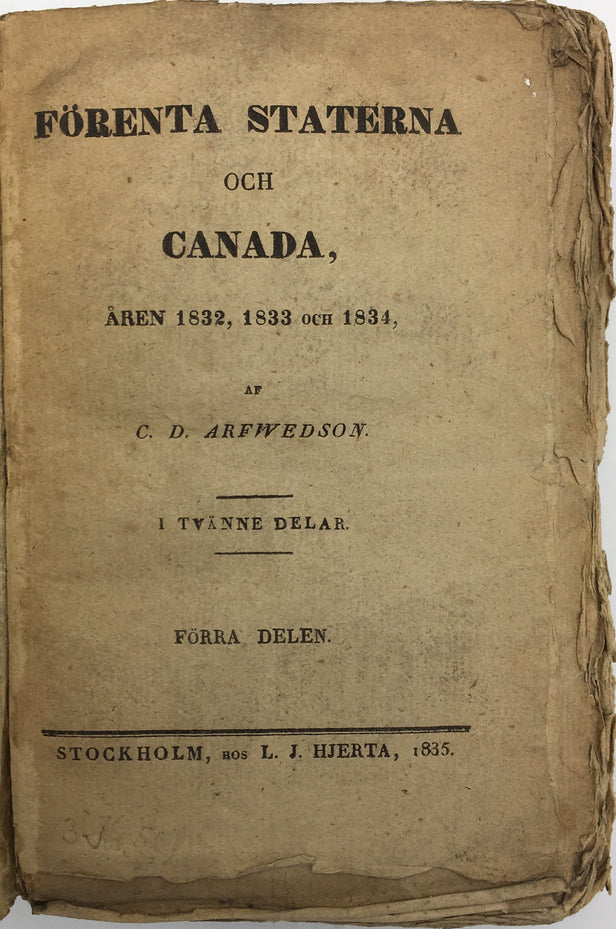 FÖRENTA STATERNA
OCH
CANADA,
ÅREN 1832, 1833 OCH 1834,
AF
C. D. ARFWEDSON.
I TVÄNNE DELAR.
FÖRRA DELEN.
STOCKHOLM, HOS L. J. HJERTA, 1835.